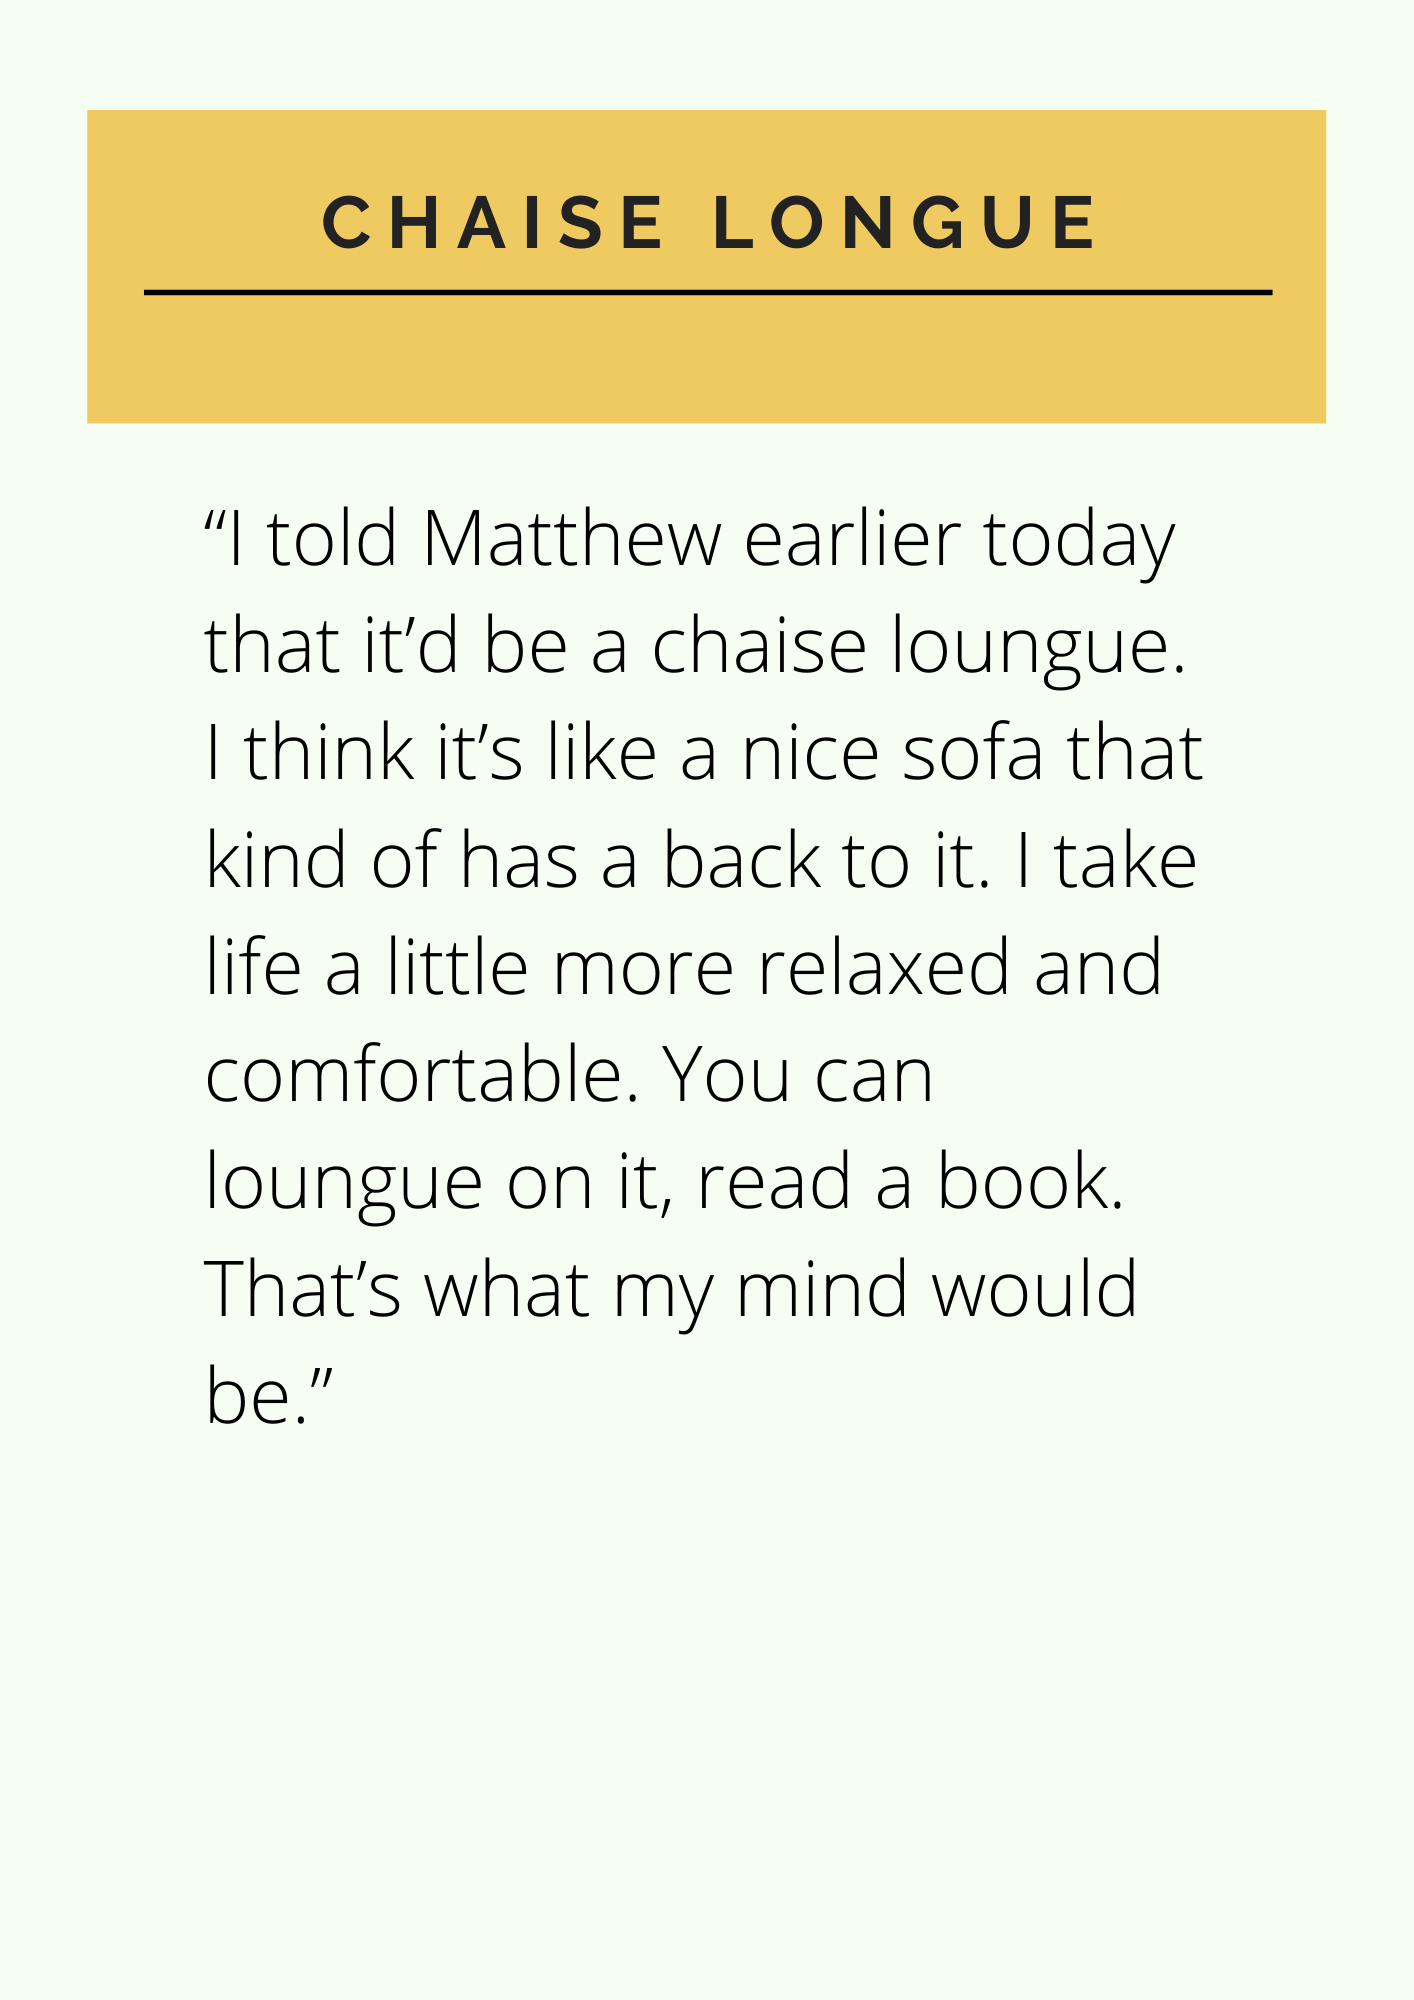 CHAISE LONGUE
“I told Matthew earlier today
that it’d be a chaise loungue.
I think it’s like a nice sofa that
kind of has a back to it. I take
life a little more relaxed and
comfortable. You can
loungue on it, read a book.
That’s what my mind would
be.”